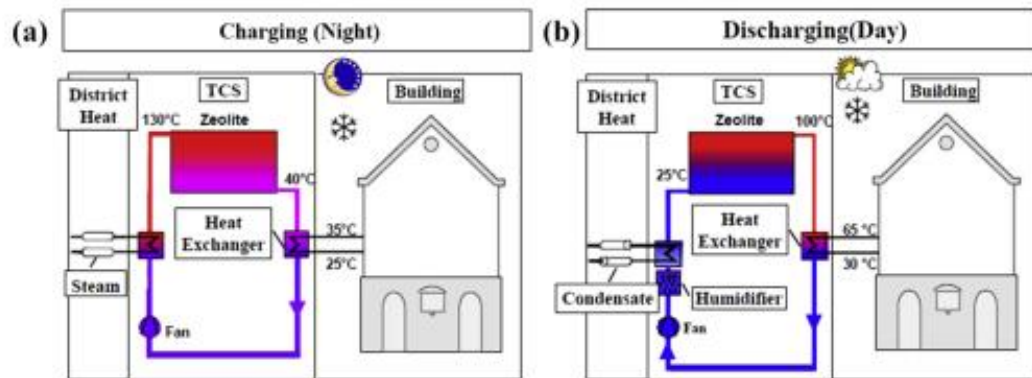 (a)
Charging (Night)
District
Heat
TCS
Zeolite
Building
130°C
40°C
Heat
Exchanger
35°C
25°C
Steam
Fan
(b)
Discharging(Day)
District
Heat
TCS
Zeolite
Building
100°C
25°C
Heat
Exchanger
65 °C
30 °C
Condensate
Humidifier
Fan